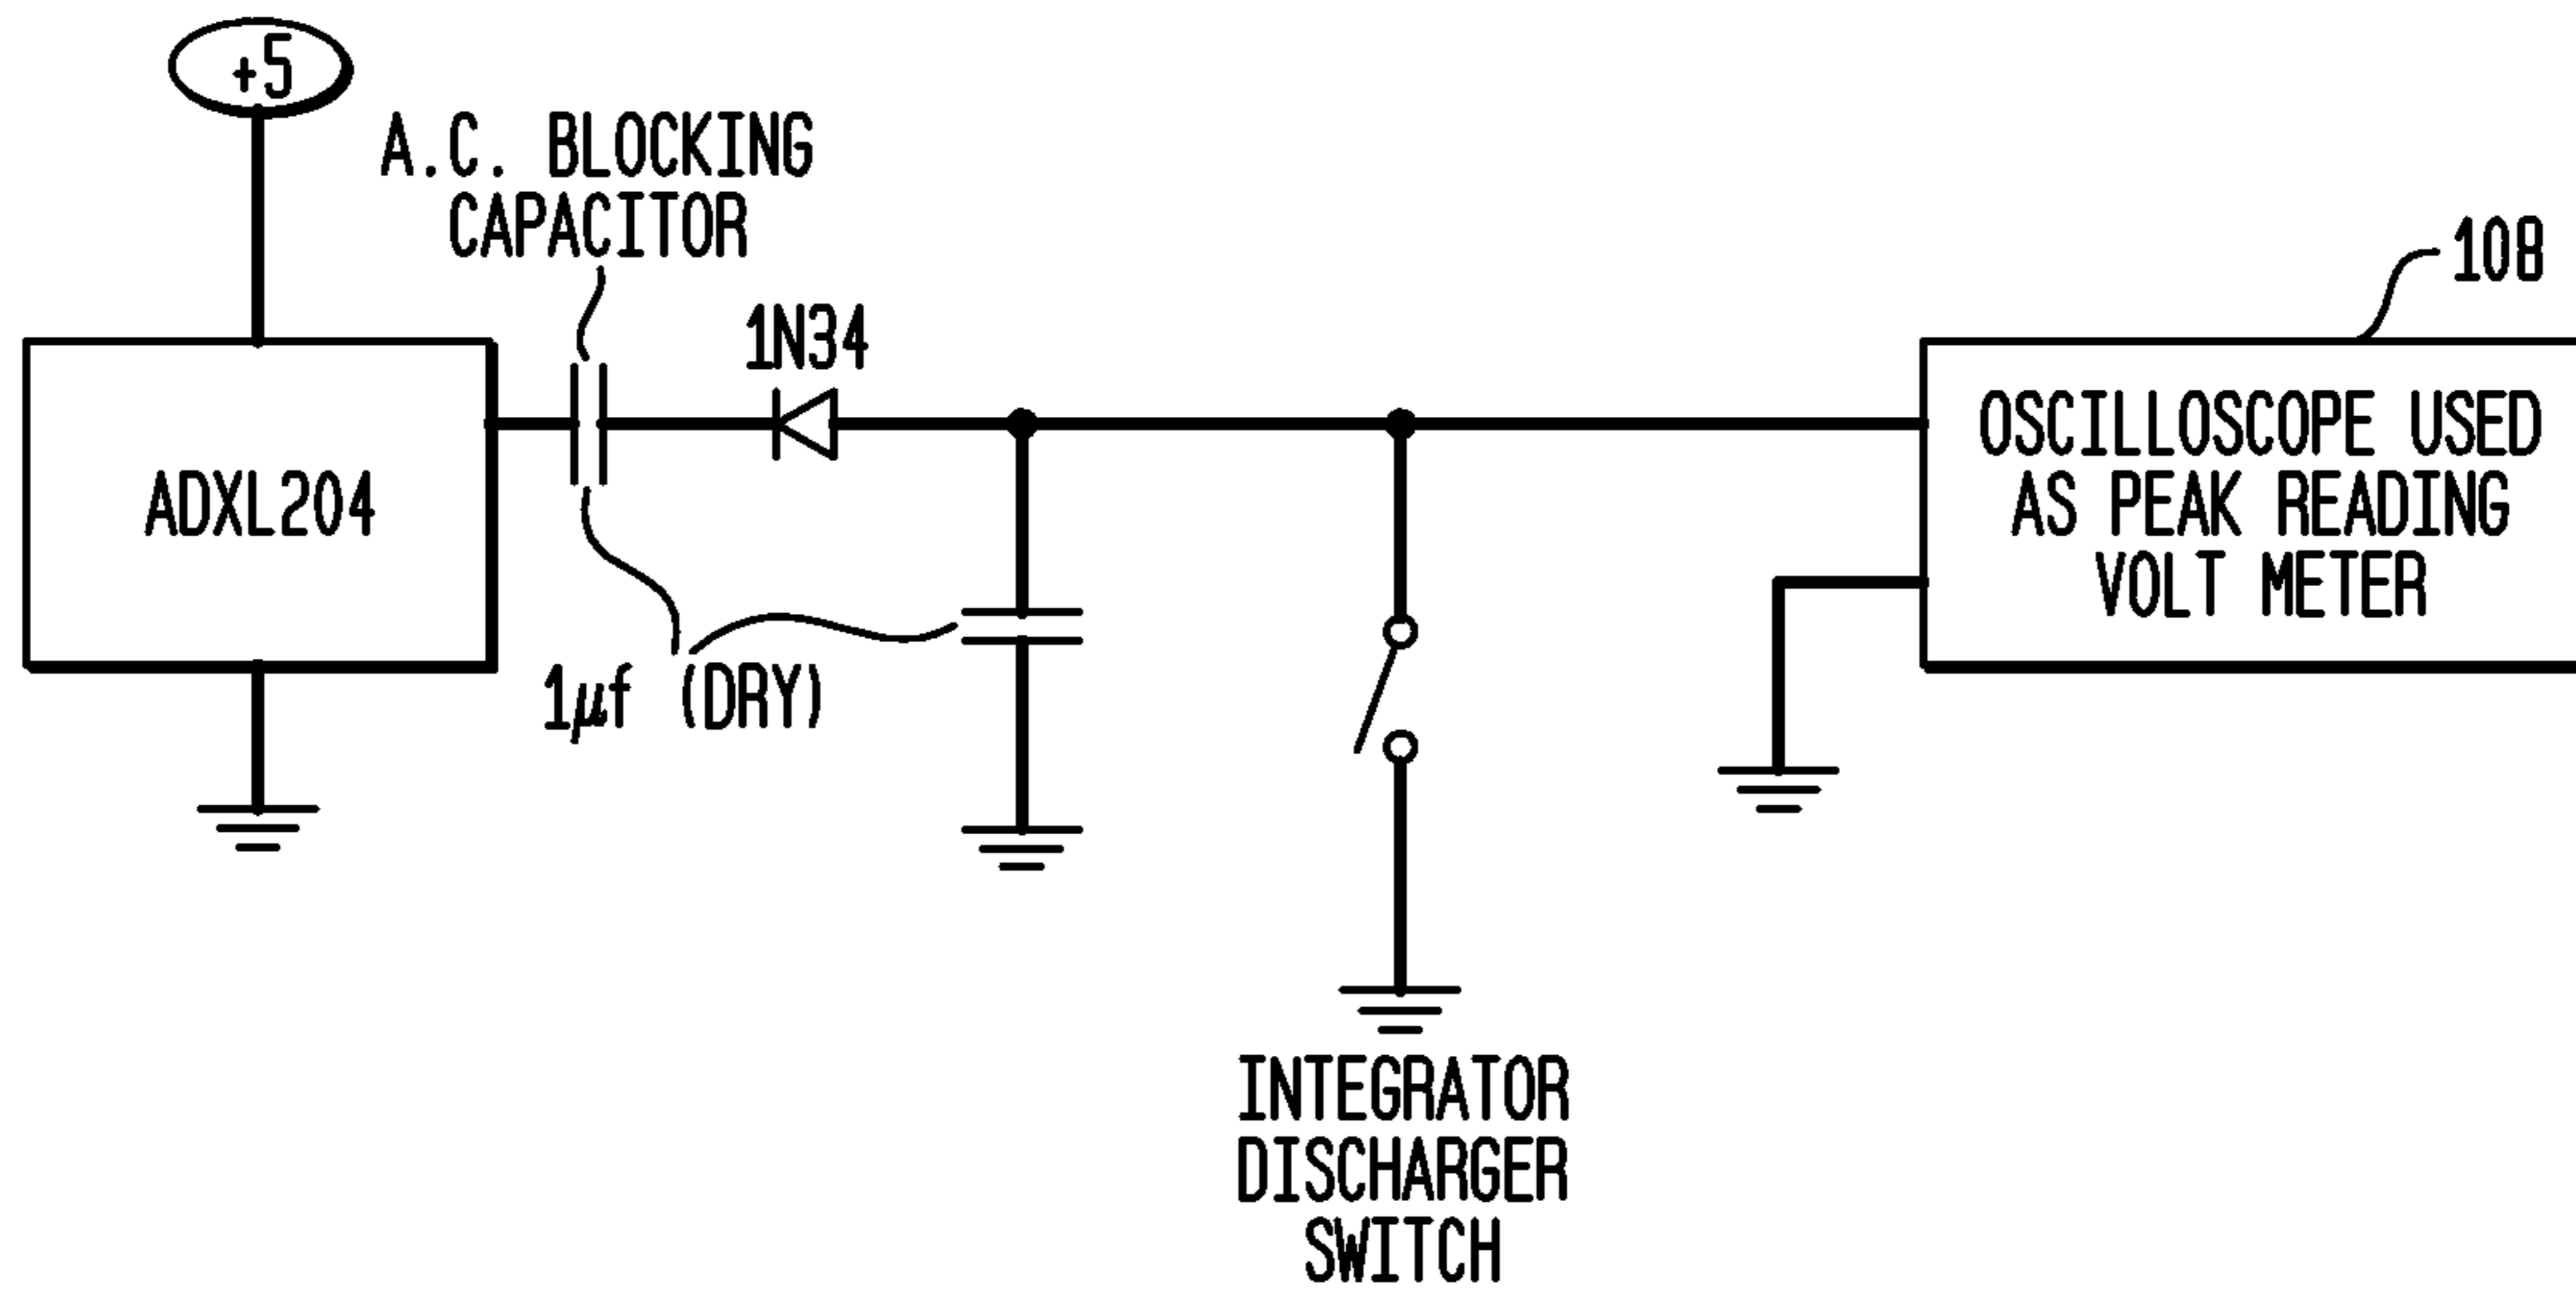 +5
A.C. BLOCKING
CAPACITOR
1N34
108
ADXL204
OSCILLOSCOPE USED
AS PEAK READING
VOLT METER
1µf (DRY)
INTEGRATOR
DISCHARGER
SWITCH